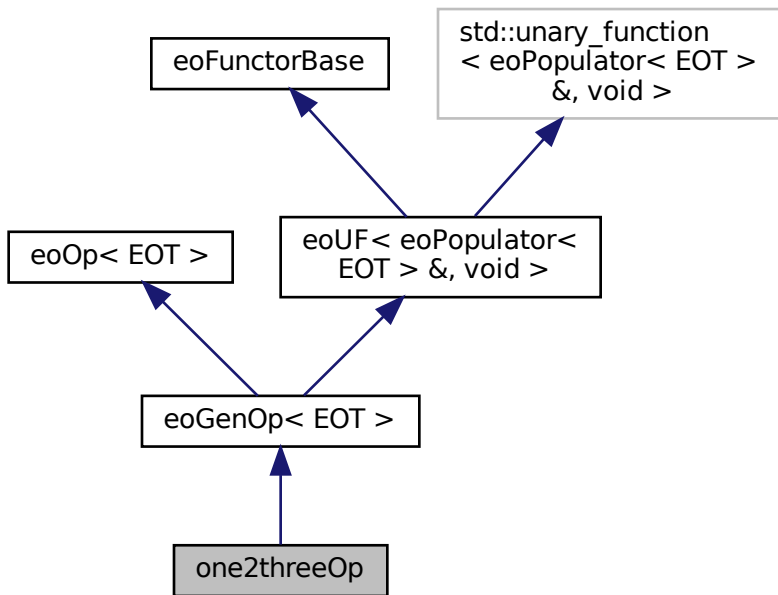 std::unary_function
< eoPopulator< EOT >
&, void >
eoFunctorBase
eoUF< eoPopulator<
EOT > &, void >
eoOp< EOT >
eoGenOp< EOT >
one2threeOp